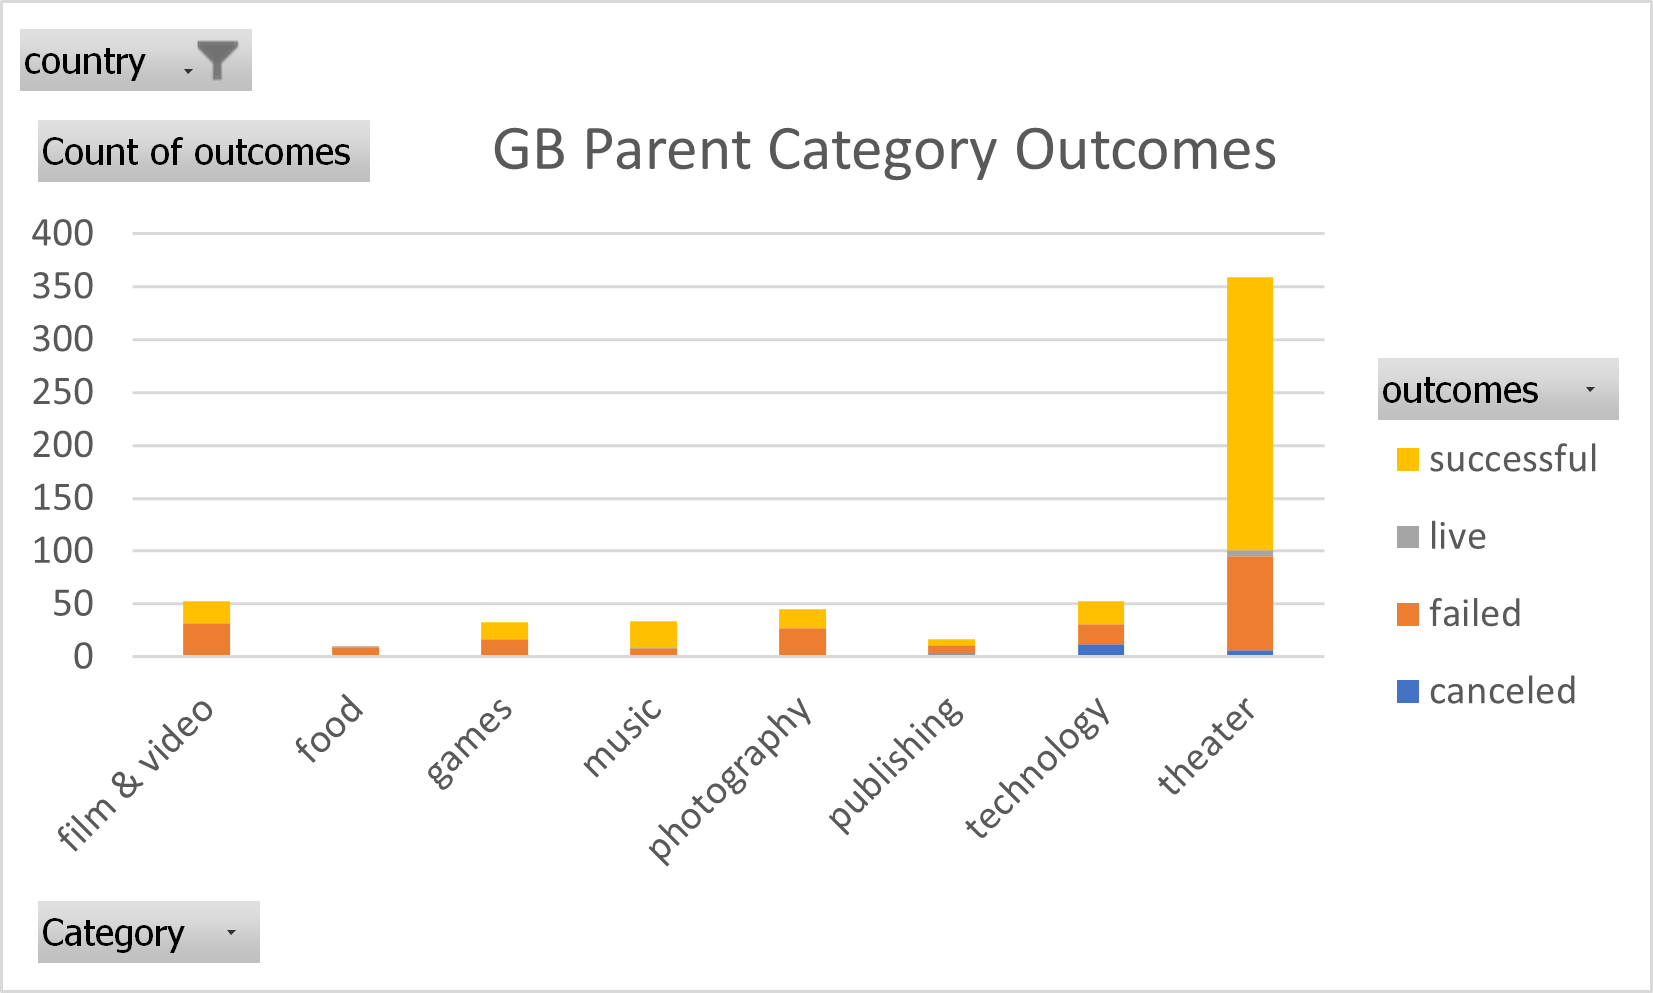 country
Count of outcomes
GB Parent Category Outcomes
400
350
300
250
200
150
100
50
0
film & video
food
games
music
photography
publishing
technology
theater
outcomes
successful
live
failed
canceled
Category